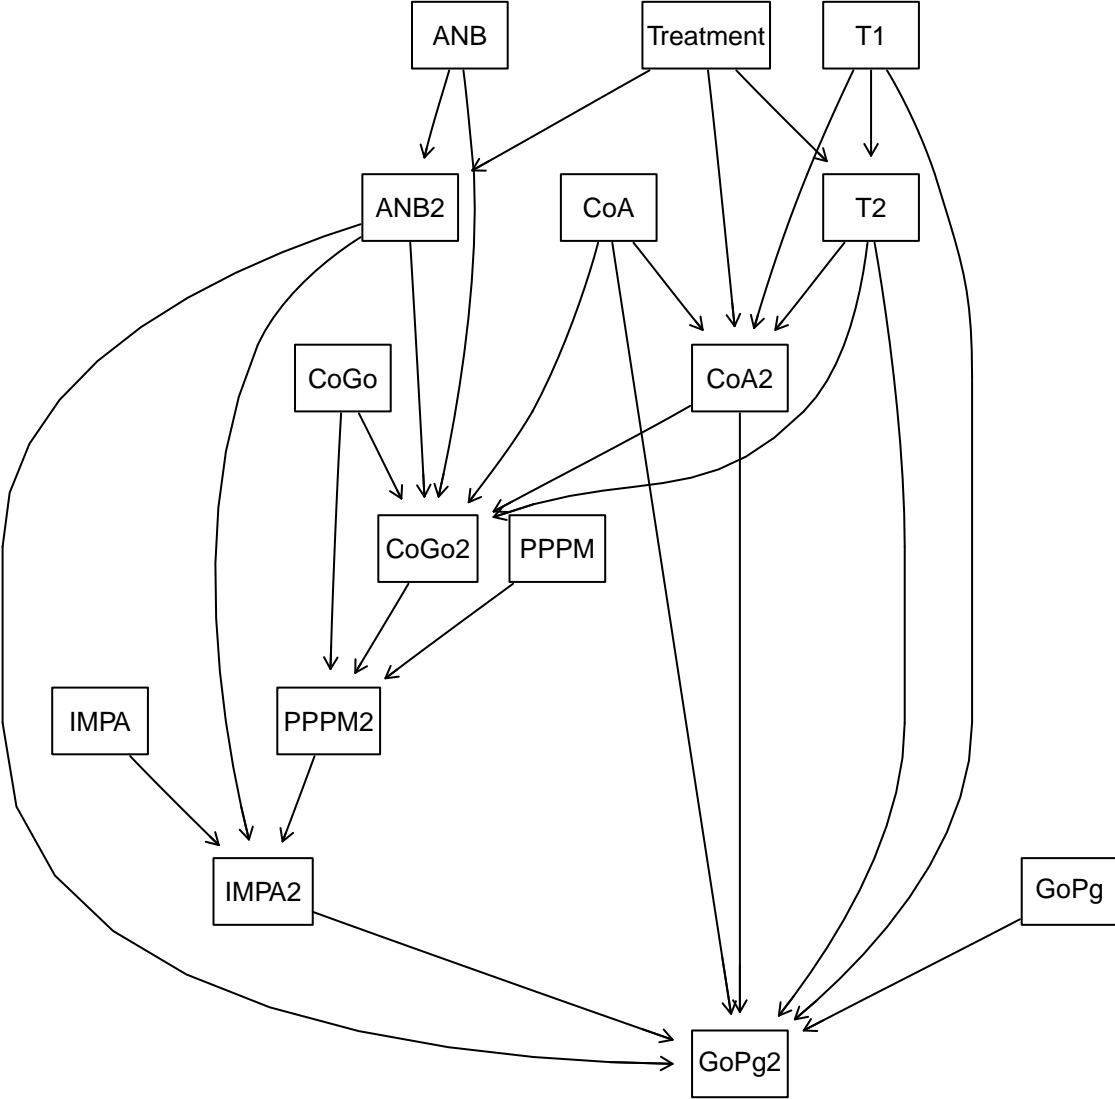 ANB
Treatment
T1
ANB2
CoA
T2
CoGo
CoA2
CoGo2
PPPM
IMPA
PPPM2
IMPA2
GoPg
GoPg2